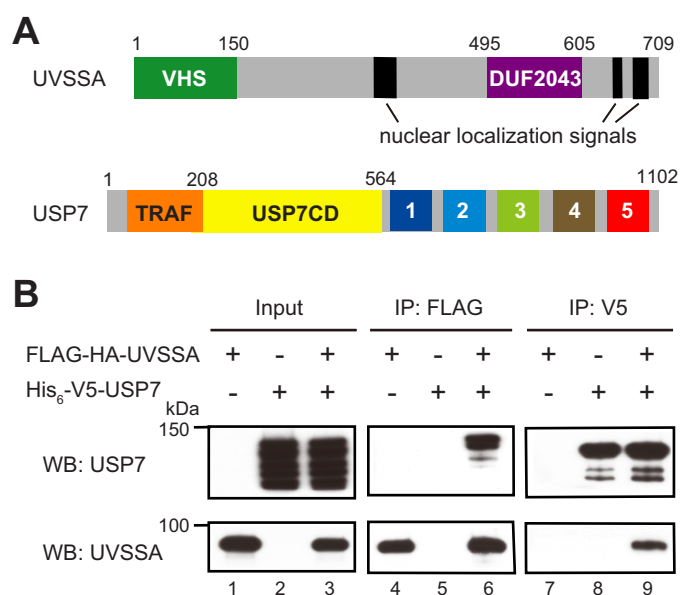 A
1 150 495 605 709
UVSSA VHS DUF2043
nuclear localization signals
1 208 564 1102
USP7 TRAF USP7CD 1 2 3 4 5
B
Input IP: FLAG IP: V5
FLAG-HA-UVSSA + - + + - + + - +
His6-V5-USP7 - + + - + + - + +
kDa
150
WB: USP7
100
WB: UVSSA
1 2 3 4 5 6 7 8 9